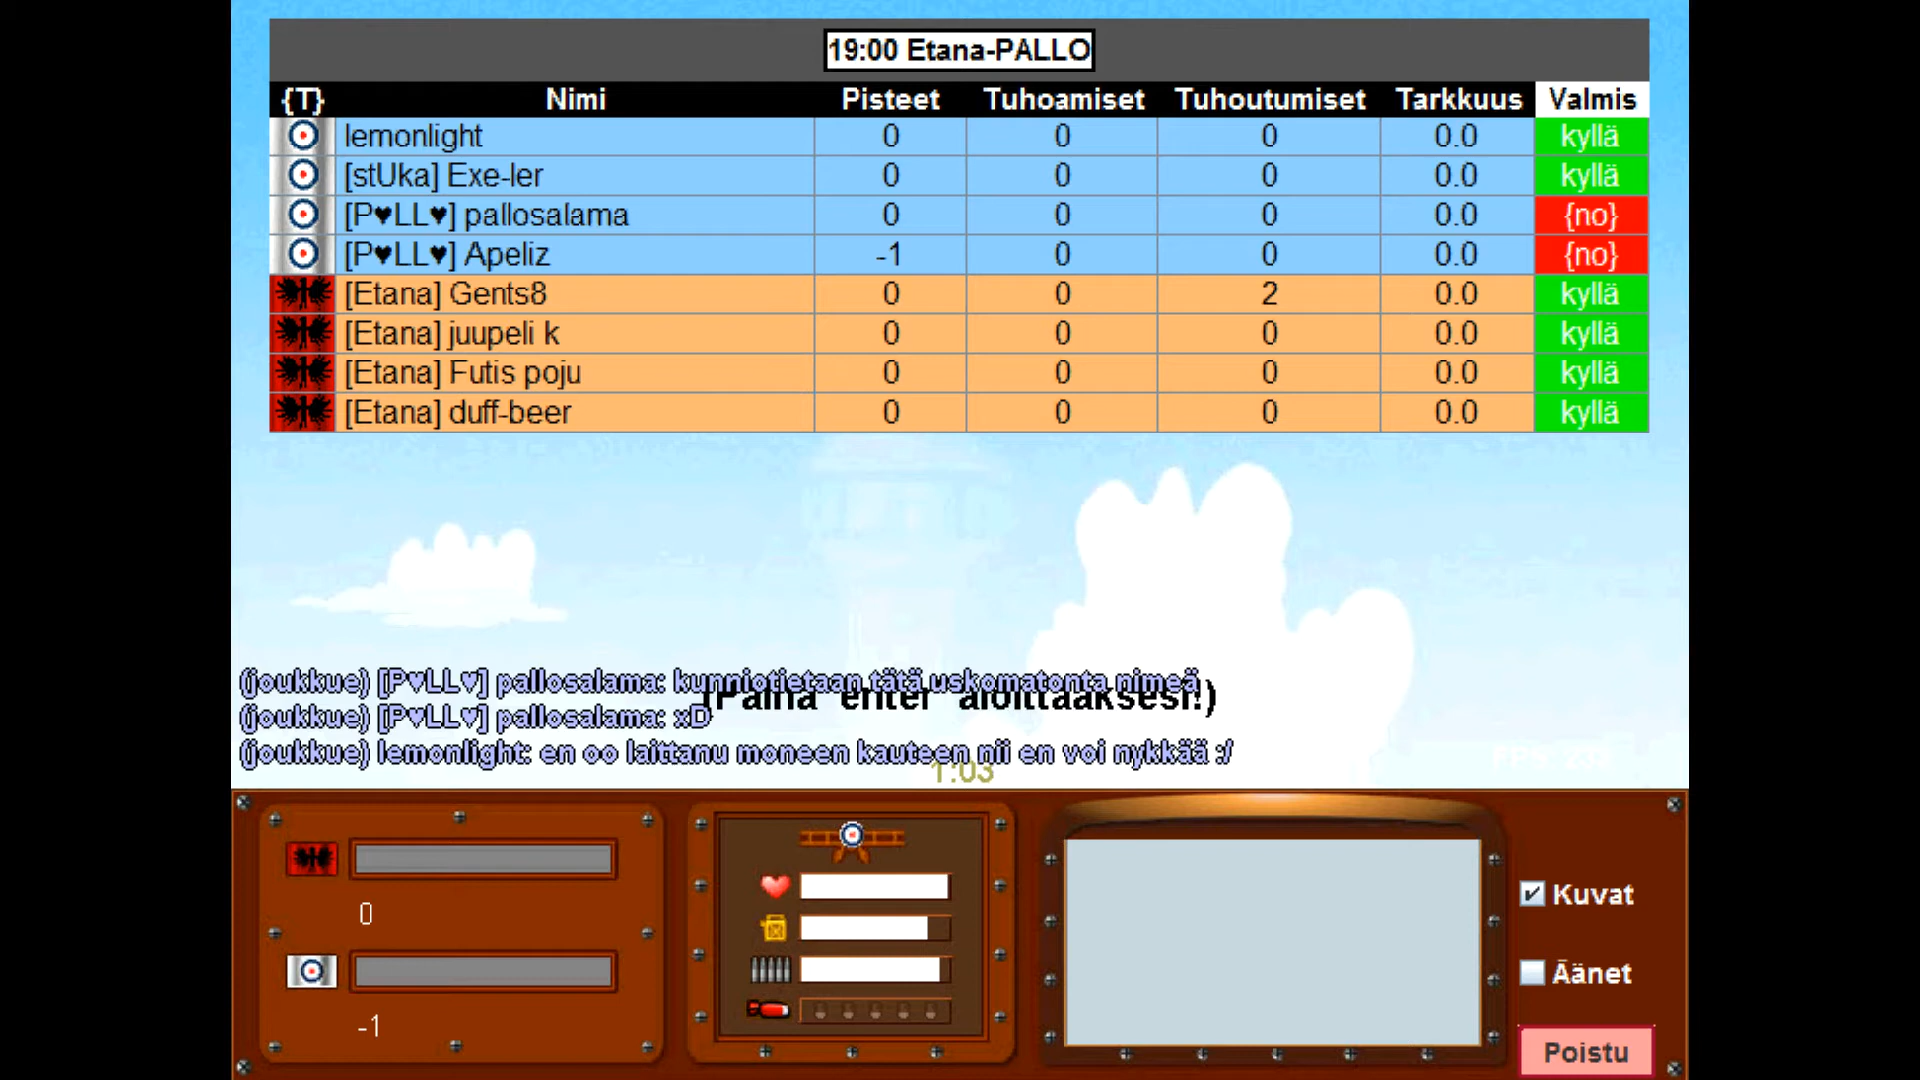 19:00 Etana-PALLO
{T} Nimi Pisteet Tuhoamiset Tuhoutumiset Tarkkuus Valmis
lemonlight 0 0 0 0.0 kyllä
[stUka] Exe-ler 0 0 0 0.0 kyllä
[P♥LL♥] pallosalama 0 0 0 0.0 {no}
[P♥LL♥] Apeliz -1 0 0 0.0 {no}
[Etana] Gents8 0 0 2 0.0 kyllä
[Etana] juupeli k 0 0 0 0.0 kyllä
[Etana] Futis poju 0 0 0 0.0 kyllä
[Etana] duff-beer 0 0 0 0.0 kyllä
(joukkue) [P♥LL♥] pallosalama: kunniotietaan tätä uskomatonta nimeä
(Paina enter aloittaaksesi!)
(joukkue) [P♥LL♥] pallosalama: xD
(joukkue) lemonlight: en oo laittanu moneen kauteen nii en voi nykkää :/
1:03
0
-1
Kuvat
Äänet
Poistu